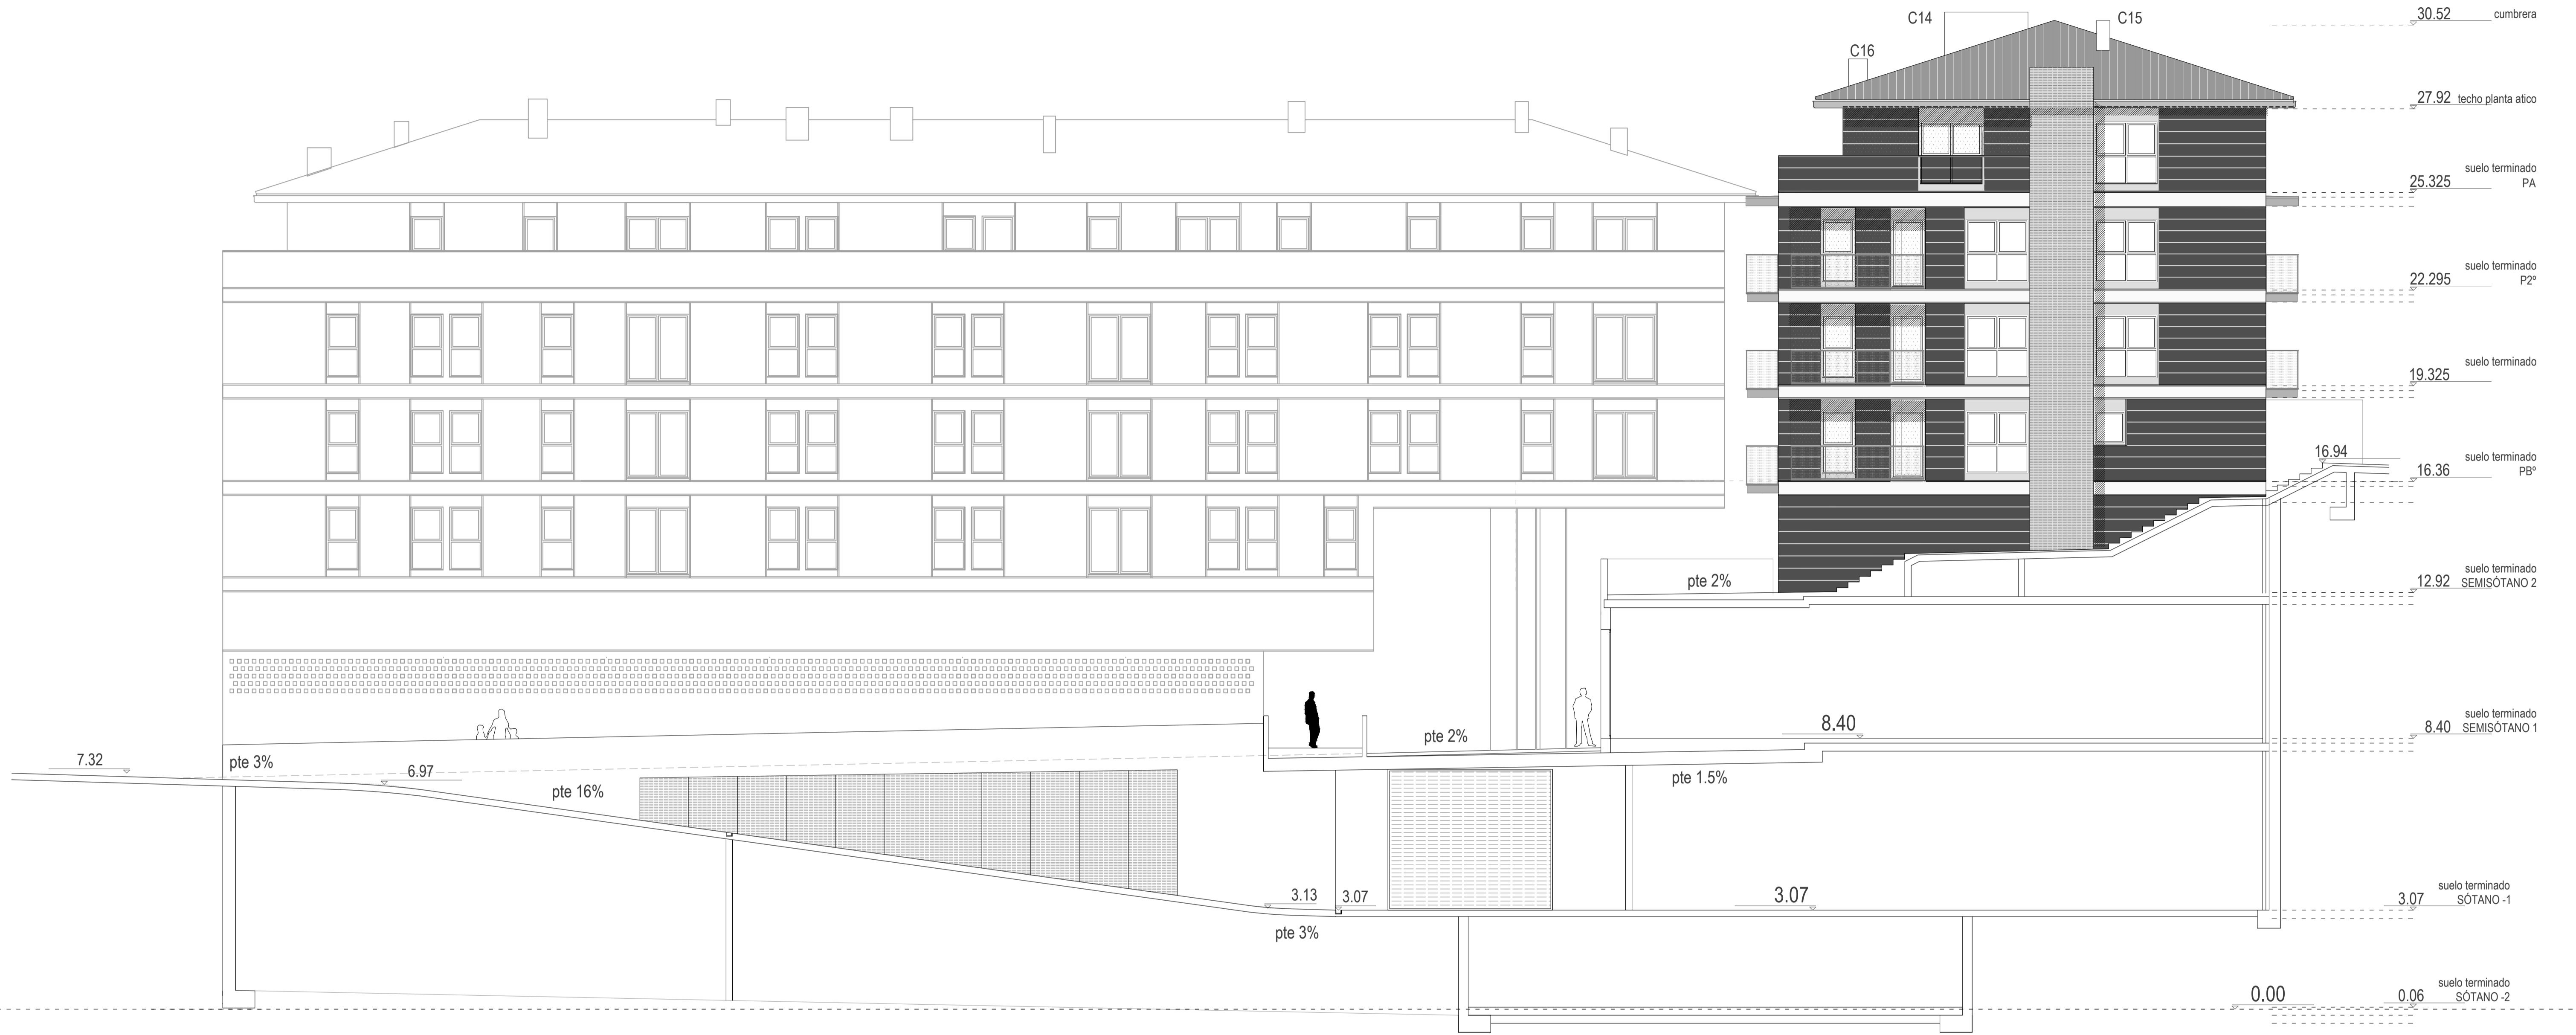 C14
C15
C16
30.52 cumbrera
27.92 techo planta atico
suelo terminado
25.325 PA
suelo terminado
22.295 P2º
suelo terminado
19.325
16.94
suelo terminado
16.36 PBº
pte 2%
suelo terminado
12.92 SEMISÓTANO 2
8.40
suelo terminado
8.40 SEMISÓTANO 1
pte 2%
7.32
pte 3%
6.97
pte 16%
pte 1.5%
3.13
3.07
3.07
suelo terminado
3.07 SÓTANO -1
pte 3%
0.00
suelo terminado
0.06 SÓTANO -2